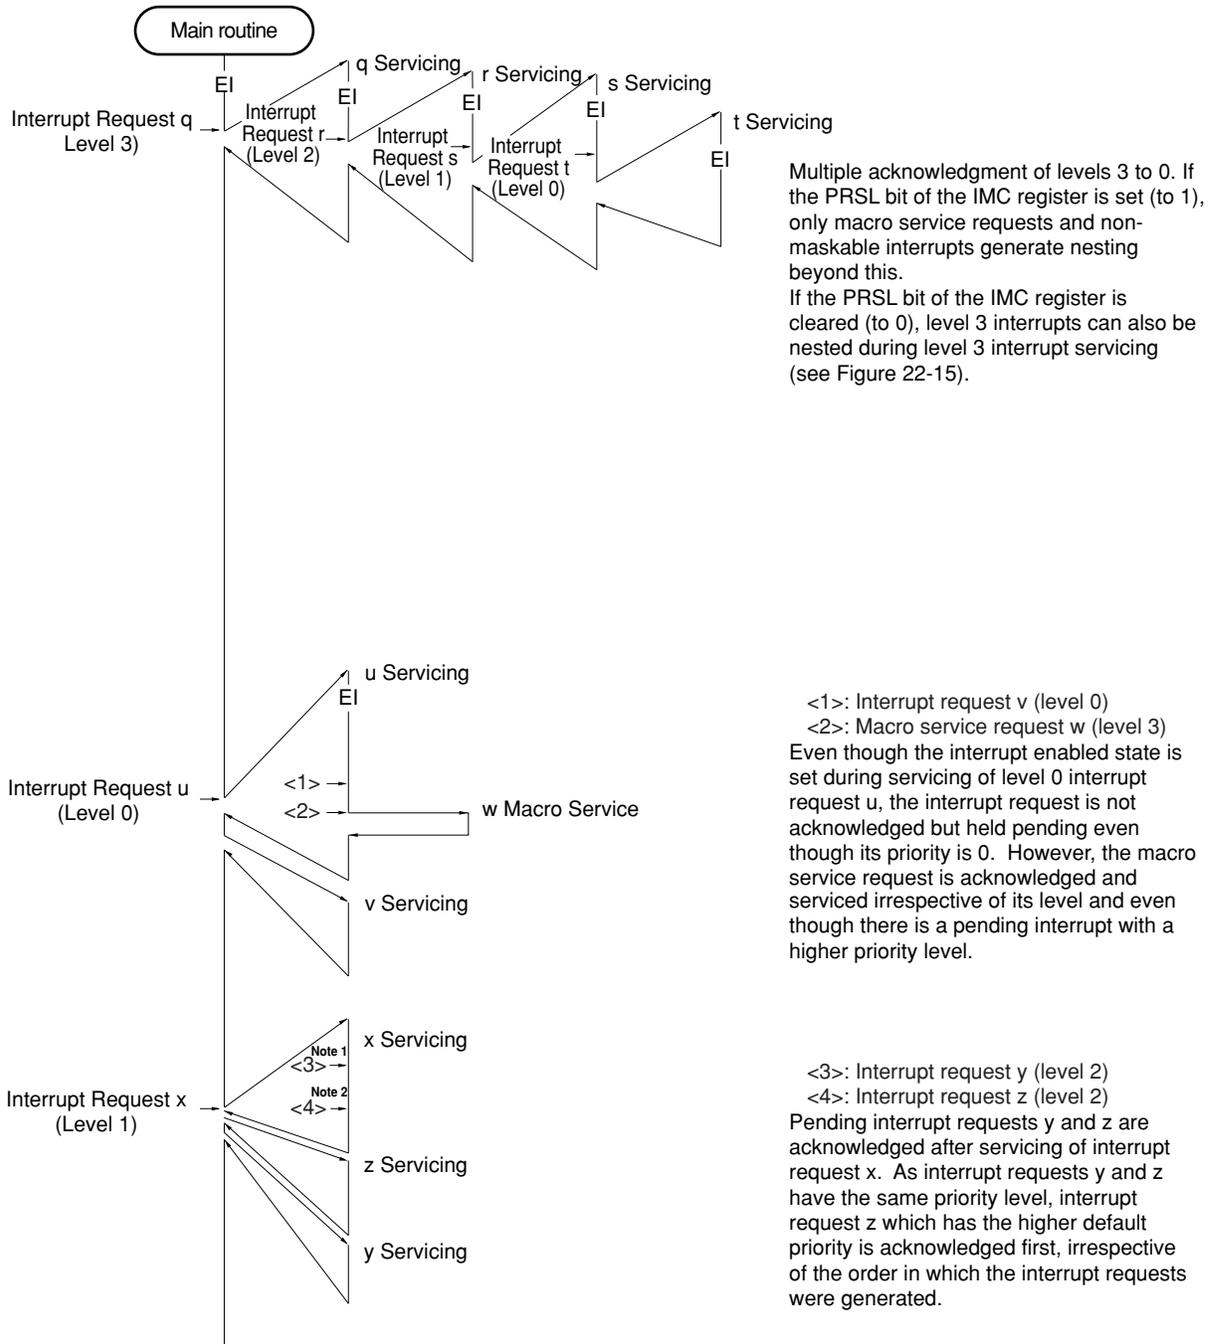 Main routine
EI
q Servicing
EI
r Servicing
EI
s Servicing
EI
t Servicing
EI
Interrupt Request q
Level 3)
Interrupt
Request r
(Level 2)
Interrupt
Request s
(Level 1)
Interrupt
Request t
(Level 0)
Multiple acknowledgment of levels 3 to 0. If
the PRSL bit of the IMC register is set (to 1),
only macro service requests and non-
maskable interrupts generate nesting
beyond this.
If the PRSL bit of the IMC register is
cleared (to 0), level 3 interrupts can also be
nested during level 3 interrupt servicing
(see Figure 22-15).
u Servicing
EI
Interrupt Request u
(Level 0)
<1>
<2>
w Macro Service
v Servicing
<1>: Interrupt request v (level 0)
<2>: Macro service request w (level 3)
Even though the interrupt enabled state is
set during servicing of level 0 interrupt
request u, the interrupt request is not
acknowledged but held pending even
though its priority is 0. However, the macro
service request is acknowledged and
serviced irrespective of its level and even
though there is a pending interrupt with a
higher priority level.
x Servicing
Note 1
<3>
Note 2
<4>
Interrupt Request x
(Level 1)
z Servicing
y Servicing
<3>: Interrupt request y (level 2)
<4>: Interrupt request z (level 2)
Pending interrupt requests y and z are
acknowledged after servicing of interrupt
request x. As interrupt requests y and z
have the same priority level, interrupt
request z which has the higher default
priority is acknowledged first, irrespective
of the order in which the interrupt requests
were generated.